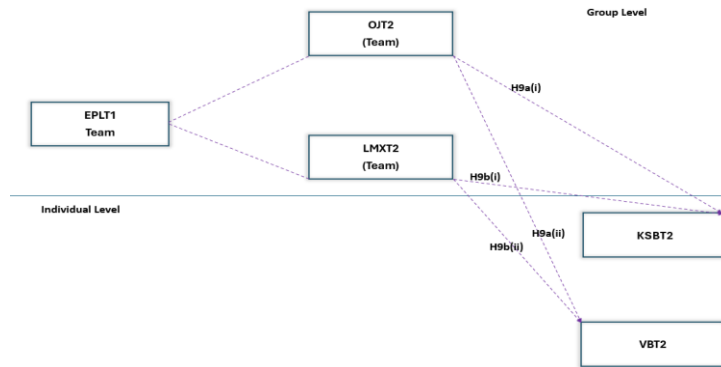 OJT2
(Team)
Group Level
H9a(i)
EPLT1
Team
LMXT2
(Team)
H9b(i)
Individual Level
H9a(ii)
KSBT2
H9b(ii)
VBT2